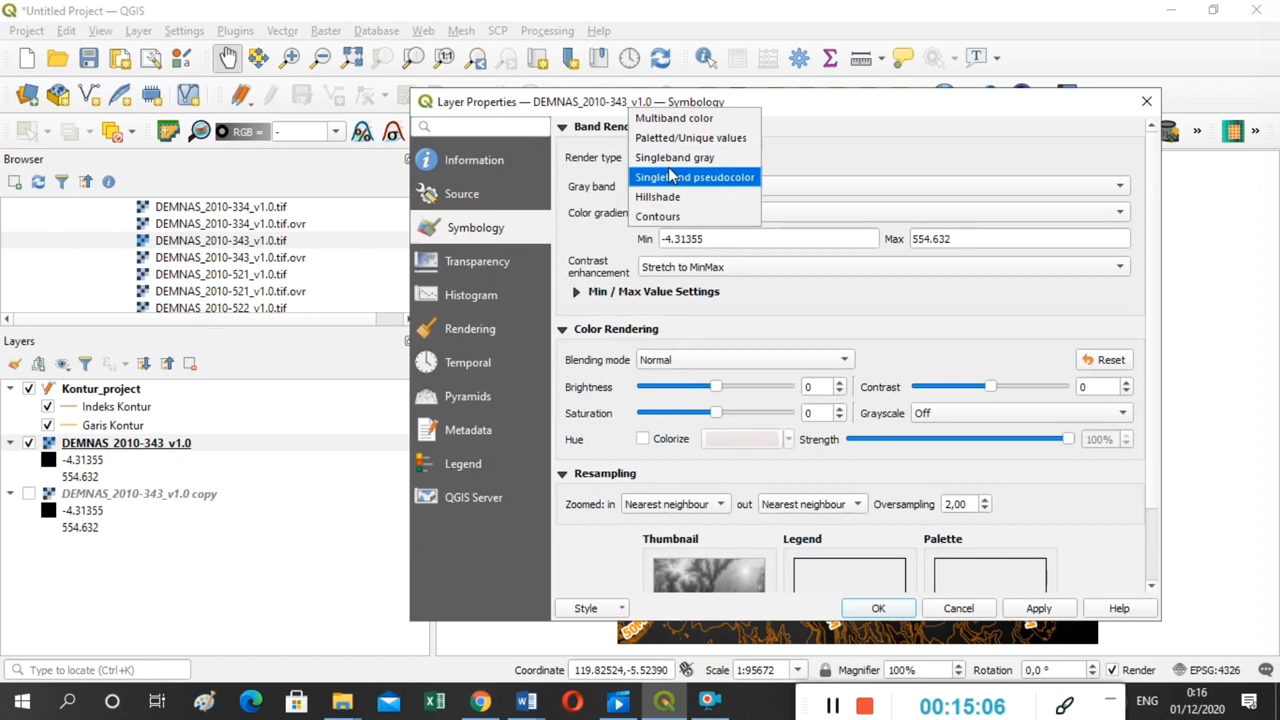 *Untitled Project — QGIS
Project Edit View Layer Settings Plugins Vector Raster Database Web Mesh SCP Processing Help
RGB = -
Browser
DEMNAS_2010-334_v1.0.tif
DEMNAS_2010-334_v1.0.tif.ovr
DEMNAS_2010-343_v1.0.tif
DEMNAS_2010-343_v1.0.tif.ovr
DEMNAS_2010-521_v1.0.tif
DEMNAS_2010-521_v1.0.tif.ovr
DEMNAS_2010-522_v1.0.tif
Layers
Kontur_project
Indeks Kontur
Garis Kontur
DEMNAS_2010-343_v1.0
-4.31355
554.632
DEMNAS_2010-343_v1.0 copy
-4.31355
554.632
Layer Properties — DEMNAS_2010-343_v1.0 — Symbology
Information
Source
Symbology
Transparency
Histogram
Rendering
Temporal
Pyramids
Metadata
Legend
QGIS Server
Render type
Multiband color
Paletted/Unique values
Singleband gray
Singleband pseudocolor
Hillshade
Contours
Gray band
Min -4.31355 Max 554.632
Contrast enhancement Stretch to MinMax
Min / Max Value Settings
Color Rendering
Blending mode Normal Reset
Brightness 0 Contrast 0
Saturation 0 Grayscale Off
Hue Colorize Strength 100%
Resampling
Zoomed: in Nearest neighbour out Nearest neighbour Oversampling 2,00
Thumbnail Legend Palette
Style OK Cancel Apply Help
Type to locate (Ctrl+K) Coordinate 119.82524,-5.52390 Scale 1:95672 Magnifier 100% Rotation 0,0 ° Render EPSG:4326
00:15:06
ENG
0:16
01/12/2020